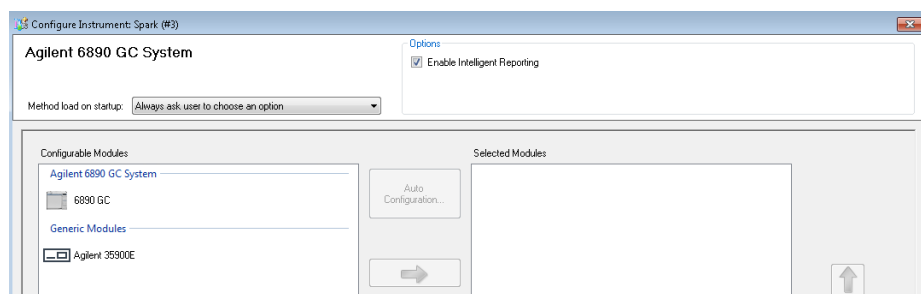 Configure Instrument: Spark (#3)
Agilent 6890 GC System
Options
Enable Intelligent Reporting
Method load on startup: Always ask user to choose an option
Configurable Modules
Selected Modules
Agilent 6890 GC System
6890 GC
Generic Modules
Agilent 35900E
Auto
Configuration...